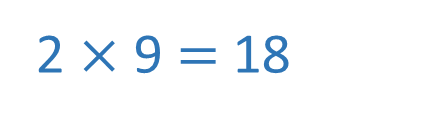 2 × 9 = 18